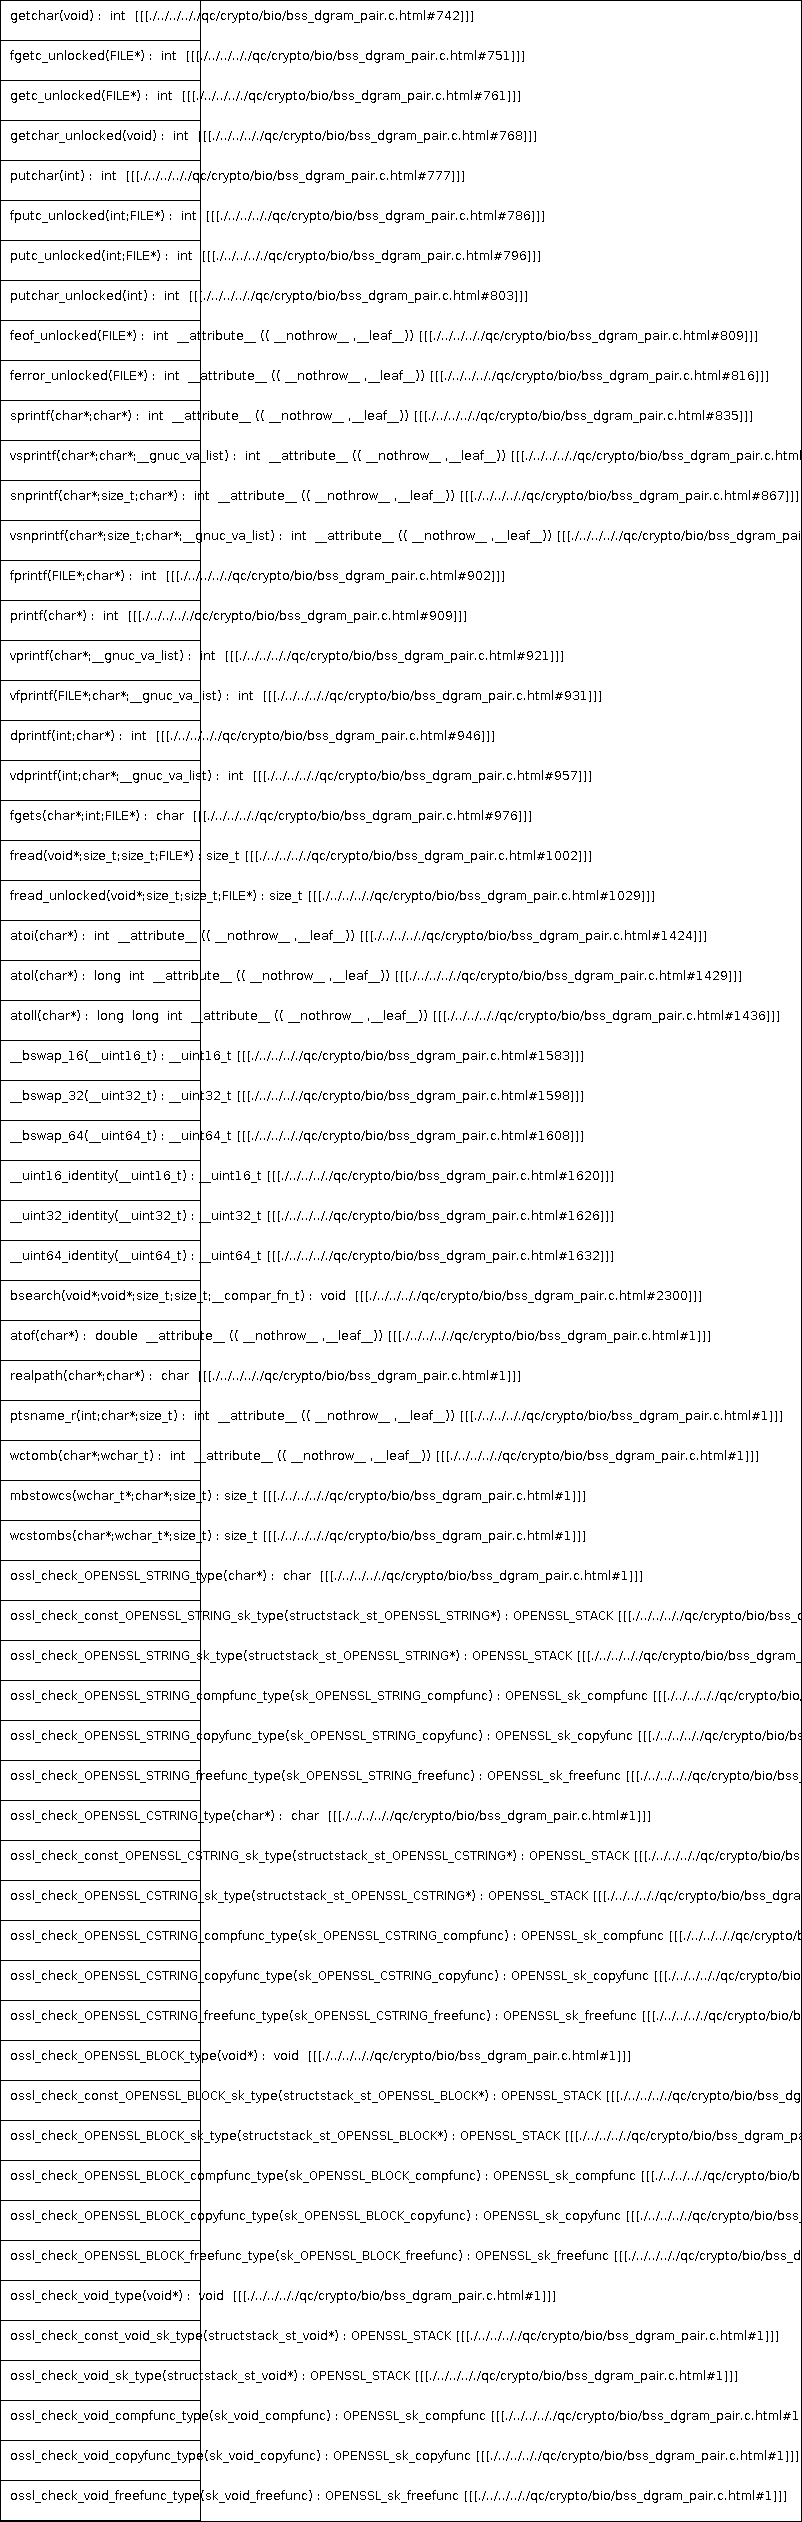 getchar(void) :  int  [[[./../../../../qc/crypto/bio/bss_dgram_pair.c.html#742]]]
fgetc_unlocked(FILE*) :  int  [[[./../../../../qc/crypto/bio/bss_dgram_pair.c.html#751]]]
getc_unlocked(FILE*) :  int  [[[./../../../../qc/crypto/bio/bss_dgram_pair.c.html#761]]]
getchar_unlocked(void) :  int  [[[./../../../../qc/crypto/bio/bss_dgram_pair.c.html#768]]]
putchar(int) :  int  [[[./../../../../qc/crypto/bio/bss_dgram_pair.c.html#777]]]
fputc_unlocked(int;FILE*) :  int  [[[./../../../../qc/crypto/bio/bss_dgram_pair.c.html#786]]]
putc_unlocked(int;FILE*) :  int  [[[./../../../../qc/crypto/bio/bss_dgram_pair.c.html#796]]]
putchar_unlocked(int) :  int  [[[./../../../../qc/crypto/bio/bss_dgram_pair.c.html#803]]]
feof_unlocked(FILE*) :  int  __attribute__ (( __nothrow__ ,__leaf__)) [[[./../../../../qc/crypto/bio/bss_dgram_pair.c.html#809]]]
ferror_unlocked(FILE*) :  int  __attribute__ (( __nothrow__ ,__leaf__)) [[[./../../../../qc/crypto/bio/bss_dgram_pair.c.html#816]]]
sprintf(char*;char*) :  int  __attribute__ (( __nothrow__ ,__leaf__)) [[[./../../../../qc/crypto/bio/bss_dgram_pair.c.html#835]]]
vsprintf(char*;char*;__gnuc_va_list) :  int  __attribute__ (( __nothrow__ ,__leaf__)) [[[./../../../../qc/crypto/bio/bss_dgram_pair.c.html
snprintf(char*;size_t;char*) :  int  __attribute__ (( __nothrow__ ,__leaf__)) [[[./../../../../qc/crypto/bio/bss_dgram_pair.c.html#867]]]
vsnprintf(char*;size_t;char*;__gnuc_va_list) :  int  __attribute__ (( __nothrow__ ,__leaf__)) [[[./../../../../qc/crypto/bio/bss_dgram_pai
fprintf(FILE*;char*) :  int  [[[./../../../../qc/crypto/bio/bss_dgram_pair.c.html#902]]]
printf(char*) :  int  [[[./../../../../qc/crypto/bio/bss_dgram_pair.c.html#909]]]
vprintf(char*;__gnuc_va_list) :  int  [[[./../../../../qc/crypto/bio/bss_dgram_pair.c.html#921]]]
vfprintf(FILE*;char*;__gnuc_va_list) :  int  [[[./../../../../qc/crypto/bio/bss_dgram_pair.c.html#931]]]
dprintf(int;char*) :  int  [[[./../../../../qc/crypto/bio/bss_dgram_pair.c.html#946]]]
vdprintf(int;char*;__gnuc_va_list) :  int  [[[./../../../../qc/crypto/bio/bss_dgram_pair.c.html#957]]]
fgets(char*;int;FILE*) :  char  [[[./../../../../qc/crypto/bio/bss_dgram_pair.c.html#976]]]
fread(void*;size_t;size_t;FILE*) : size_t [[[./../../../../qc/crypto/bio/bss_dgram_pair.c.html#1002]]]
fread_unlocked(void*;size_t;size_t;FILE*) : size_t [[[./../../../../qc/crypto/bio/bss_dgram_pair.c.html#1029]]]
atoi(char*) :  int  __attribute__ (( __nothrow__ ,__leaf__)) [[[./../../../../qc/crypto/bio/bss_dgram_pair.c.html#1424]]]
atol(char*) :  long  int  __attribute__ (( __nothrow__ ,__leaf__)) [[[./../../../../qc/crypto/bio/bss_dgram_pair.c.html#1429]]]
atoll(char*) :  long  long  int  __attribute__ (( __nothrow__ ,__leaf__)) [[[./../../../../qc/crypto/bio/bss_dgram_pair.c.html#1436]]]
__bswap_16(__uint16_t) : __uint16_t [[[./../../../../qc/crypto/bio/bss_dgram_pair.c.html#1583]]]
__bswap_32(__uint32_t) : __uint32_t [[[./../../../../qc/crypto/bio/bss_dgram_pair.c.html#1598]]]
__bswap_64(__uint64_t) : __uint64_t [[[./../../../../qc/crypto/bio/bss_dgram_pair.c.html#1608]]]
__uint16_identity(__uint16_t) : __uint16_t [[[./../../../../qc/crypto/bio/bss_dgram_pair.c.html#1620]]]
__uint32_identity(__uint32_t) : __uint32_t [[[./../../../../qc/crypto/bio/bss_dgram_pair.c.html#1626]]]
__uint64_identity(__uint64_t) : __uint64_t [[[./../../../../qc/crypto/bio/bss_dgram_pair.c.html#1632]]]
bsearch(void*;void*;size_t;size_t;__compar_fn_t) :  void  [[[./../../../../qc/crypto/bio/bss_dgram_pair.c.html#2300]]]
atof(char*) :  double  __attribute__ (( __nothrow__ ,__leaf__)) [[[./../../../../qc/crypto/bio/bss_dgram_pair.c.html#1]]]
realpath(char*;char*) :  char  [[[./../../../../qc/crypto/bio/bss_dgram_pair.c.html#1]]]
ptsname_r(int;char*;size_t) :  int  __attribute__ (( __nothrow__ ,__leaf__)) [[[./../../../../qc/crypto/bio/bss_dgram_pair.c.html#1]]]
wctomb(char*;wchar_t) :  int  __attribute__ (( __nothrow__ ,__leaf__)) [[[./../../../../qc/crypto/bio/bss_dgram_pair.c.html#1]]]
mbstowcs(wchar_t*;char*;size_t) : size_t [[[./../../../../qc/crypto/bio/bss_dgram_pair.c.html#1]]]
wcstombs(char*;wchar_t*;size_t) : size_t [[[./../../../../qc/crypto/bio/bss_dgram_pair.c.html#1]]]
ossl_check_OPENSSL_STRING_type(char*) :  char  [[[./../../../../qc/crypto/bio/bss_dgram_pair.c.html#1]]]
ossl_check_const_OPENSSL_STRING_sk_type(structstack_st_OPENSSL_STRING*) : OPENSSL_STACK [[[./../../../../qc/crypto/bio/bss_d
ossl_check_OPENSSL_STRING_sk_type(structstack_st_OPENSSL_STRING*) : OPENSSL_STACK [[[./../../../../qc/crypto/bio/bss_dgram_
ossl_check_OPENSSL_STRING_compfunc_type(sk_OPENSSL_STRING_compfunc) : OPENSSL_sk_compfunc [[[./../../../../qc/crypto/bio/
ossl_check_OPENSSL_STRING_copyfunc_type(sk_OPENSSL_STRING_copyfunc) : OPENSSL_sk_copyfunc [[[./../../../../qc/crypto/bio/bs
ossl_check_OPENSSL_STRING_freefunc_type(sk_OPENSSL_STRING_freefunc) : OPENSSL_sk_freefunc [[[./../../../../qc/crypto/bio/bss_
ossl_check_OPENSSL_CSTRING_type(char*) :  char  [[[./../../../../qc/crypto/bio/bss_dgram_pair.c.html#1]]]
ossl_check_const_OPENSSL_CSTRING_sk_type(structstack_st_OPENSSL_CSTRING*) : OPENSSL_STACK [[[./../../../../qc/crypto/bio/bs
ossl_check_OPENSSL_CSTRING_sk_type(structstack_st_OPENSSL_CSTRING*) : OPENSSL_STACK [[[./../../../../qc/crypto/bio/bss_dgra
ossl_check_OPENSSL_CSTRING_compfunc_type(sk_OPENSSL_CSTRING_compfunc) : OPENSSL_sk_compfunc [[[./../../../../qc/crypto/b
ossl_check_OPENSSL_CSTRING_copyfunc_type(sk_OPENSSL_CSTRING_copyfunc) : OPENSSL_sk_copyfunc [[[./../../../../qc/crypto/bio
ossl_check_OPENSSL_CSTRING_freefunc_type(sk_OPENSSL_CSTRING_freefunc) : OPENSSL_sk_freefunc [[[./../../../../qc/crypto/bio/b
ossl_check_OPENSSL_BLOCK_type(void*) :  void  [[[./../../../../qc/crypto/bio/bss_dgram_pair.c.html#1]]]
ossl_check_const_OPENSSL_BLOCK_sk_type(structstack_st_OPENSSL_BLOCK*) : OPENSSL_STACK [[[./../../../../qc/crypto/bio/bss_dg
ossl_check_OPENSSL_BLOCK_sk_type(structstack_st_OPENSSL_BLOCK*) : OPENSSL_STACK [[[./../../../../qc/crypto/bio/bss_dgram_pa
ossl_check_OPENSSL_BLOCK_compfunc_type(sk_OPENSSL_BLOCK_compfunc) : OPENSSL_sk_compfunc [[[./../../../../qc/crypto/bio/b
ossl_check_OPENSSL_BLOCK_copyfunc_type(sk_OPENSSL_BLOCK_copyfunc) : OPENSSL_sk_copyfunc [[[./../../../../qc/crypto/bio/bss_
ossl_check_OPENSSL_BLOCK_freefunc_type(sk_OPENSSL_BLOCK_freefunc) : OPENSSL_sk_freefunc [[[./../../../../qc/crypto/bio/bss_d
ossl_check_void_type(void*) :  void  [[[./../../../../qc/crypto/bio/bss_dgram_pair.c.html#1]]]
ossl_check_const_void_sk_type(structstack_st_void*) : OPENSSL_STACK [[[./../../../../qc/crypto/bio/bss_dgram_pair.c.html#1]]]
ossl_check_void_sk_type(structstack_st_void*) : OPENSSL_STACK [[[./../../../../qc/crypto/bio/bss_dgram_pair.c.html#1]]]
ossl_check_void_compfunc_type(sk_void_compfunc) : OPENSSL_sk_compfunc [[[./../../../../qc/crypto/bio/bss_dgram_pair.c.html#1
ossl_check_void_copyfunc_type(sk_void_copyfunc) : OPENSSL_sk_copyfunc [[[./../../../../qc/crypto/bio/bss_dgram_pair.c.html#1]]]
ossl_check_void_freefunc_type(sk_void_freefunc) : OPENSSL_sk_freefunc [[[./../../../../qc/crypto/bio/bss_dgram_pair.c.html#1]]]